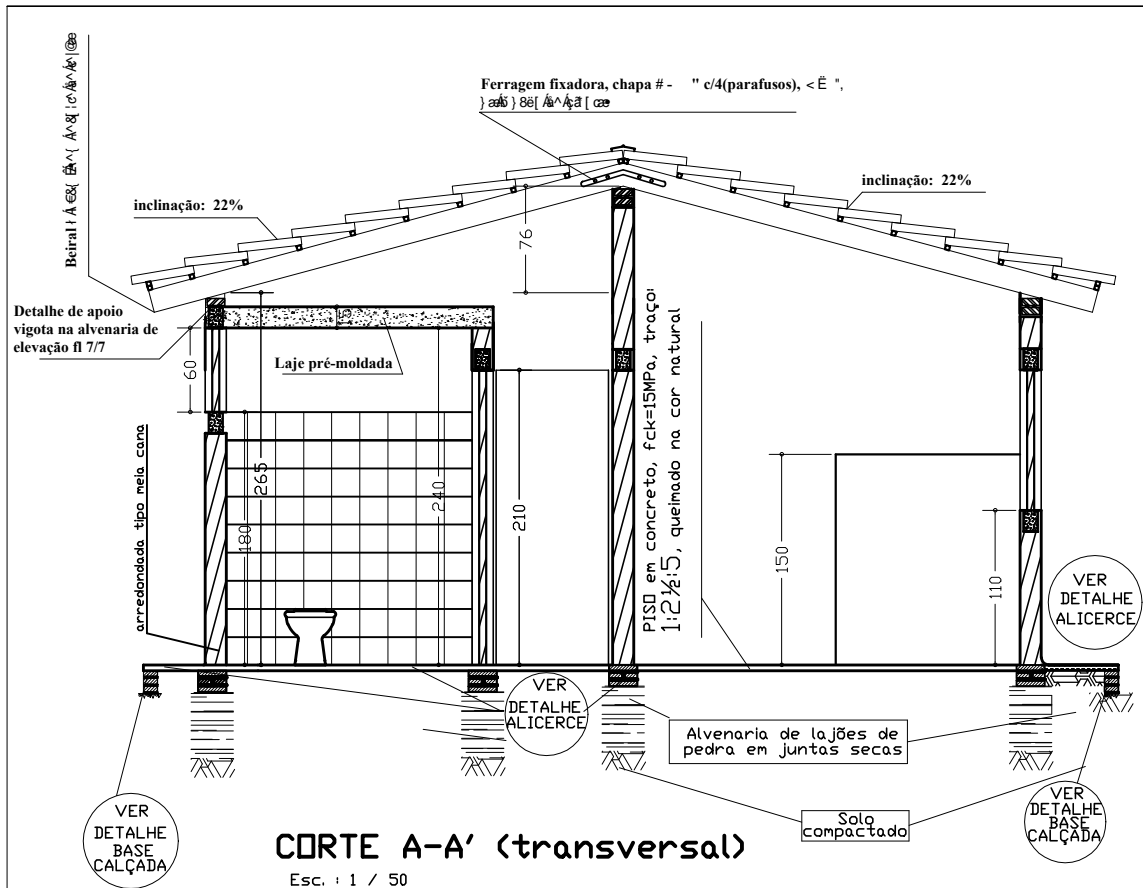 Beiral
Ferragem fixadora, chapa # - " c/4(parafusos),
inclinação: 22%
inclinação: 22%
Detalhe de apoio
vigota na alvenaria de
elevação fl 7/7
Laje pré-moldada
15
76
60
265
240
180
210
150
110
arredondada tipo meia cana
PISO em concreto, fck=15MPa, traço:
1:2½:5, queimado na cor natural
VER
DETALHE
ALICERCE
VER
DETALHE
ALICERCE
Alvenaria de lajões de
pedra em juntas secas
Solo
compactado
VER
DETALHE
BASE
CALÇADA
VER
DETALHE
BASE
CALÇADA
CORTE A-A' (transversal)
Esc. : 1 / 50